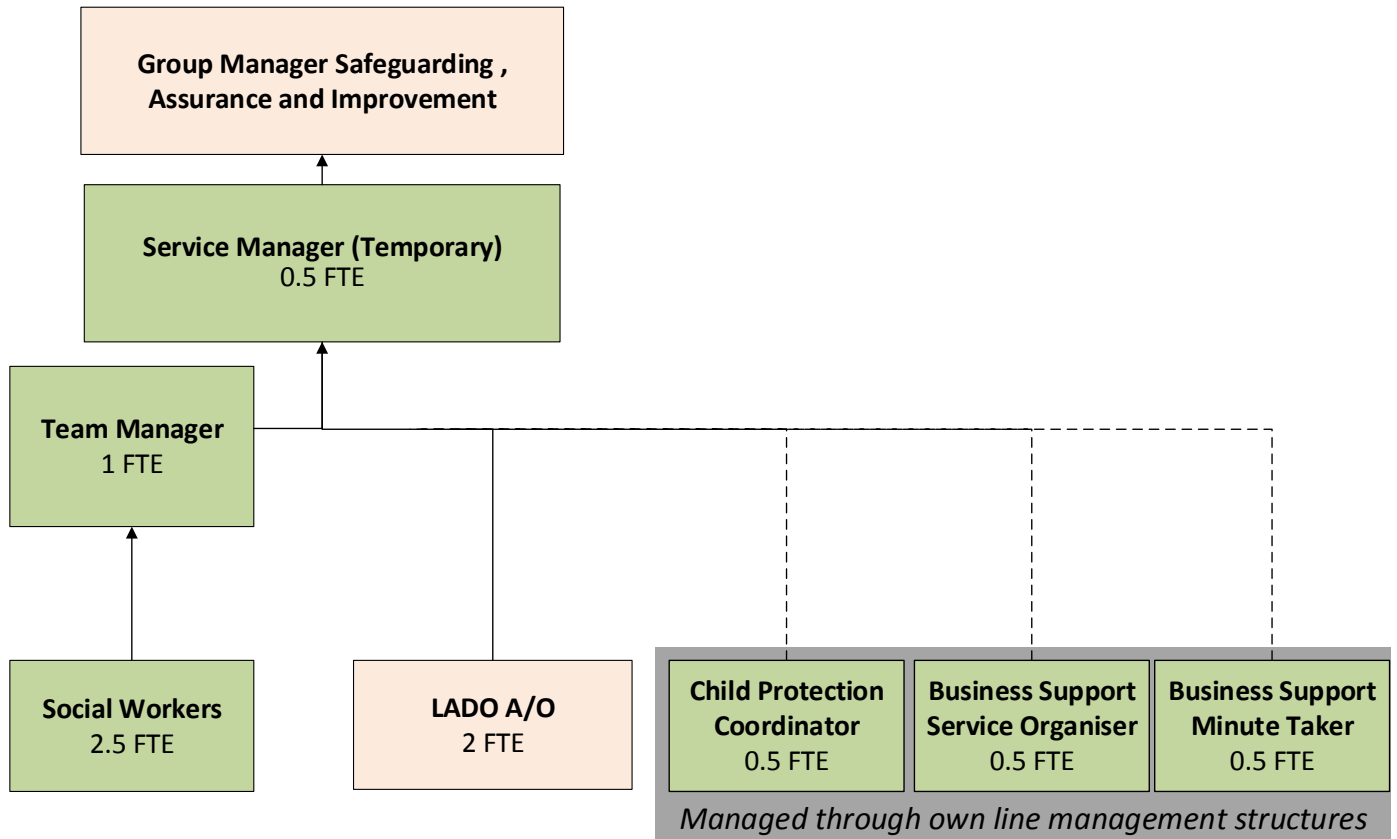 Group Manager Safeguarding ,
Assurance and Improvement
Service Manager (Temporary)
0.5 FTE
Team Manager
1 FTE
Social Workers
2.5 FTE
LADO A/O
2 FTE
Child Protection
Coordinator
0.5 FTE
Business Support
Service Organiser
0.5 FTE
Business Support
Minute Taker
0.5 FTE
Managed through own line management structures